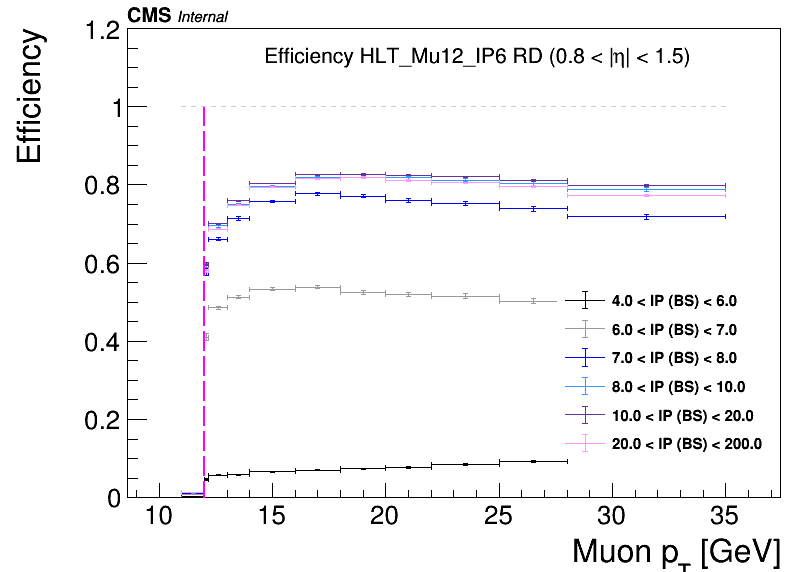 CMS Internal
Efficiency HLT_Mu12_IP6 RD (0.8 < |η| < 1.5)
Efficiency
1.2
1
0.8
0.6
0.4
0.2
0
4.0 < IP (BS) < 6.0
6.0 < IP (BS) < 7.0
7.0 < IP (BS) < 8.0
8.0 < IP (BS) < 10.0
10.0 < IP (BS) < 20.0
20.0 < IP (BS) < 200.0
10 15 20 25 30 35
Muon p_T [GeV]